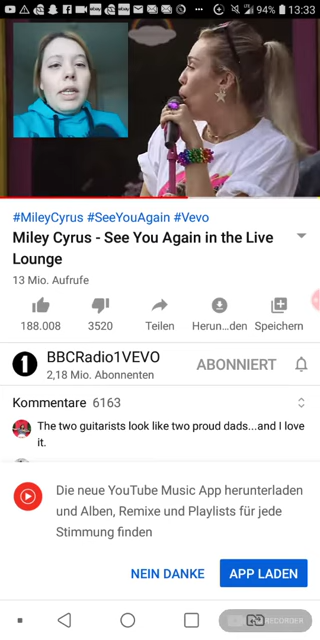 94% 13:33
#MileyCyrus #SeeYouAgain #Vevo
Miley Cyrus - See You Again in the Live
Lounge
13 Mio. Aufrufe
188.008 3520 Teilen Herun...den Speichern
1 BBCRadio1VEVO
2,18 Mio. Abonnenten
ABONNIERT
Kommentare 6163
The two guitarists look like two proud dads...and I love
it.
Die neue YouTube Music App herunterladen
und Alben, Remixe und Playlists für jede
Stimmung finden
NEIN DANKE APP LADEN
RECORDER